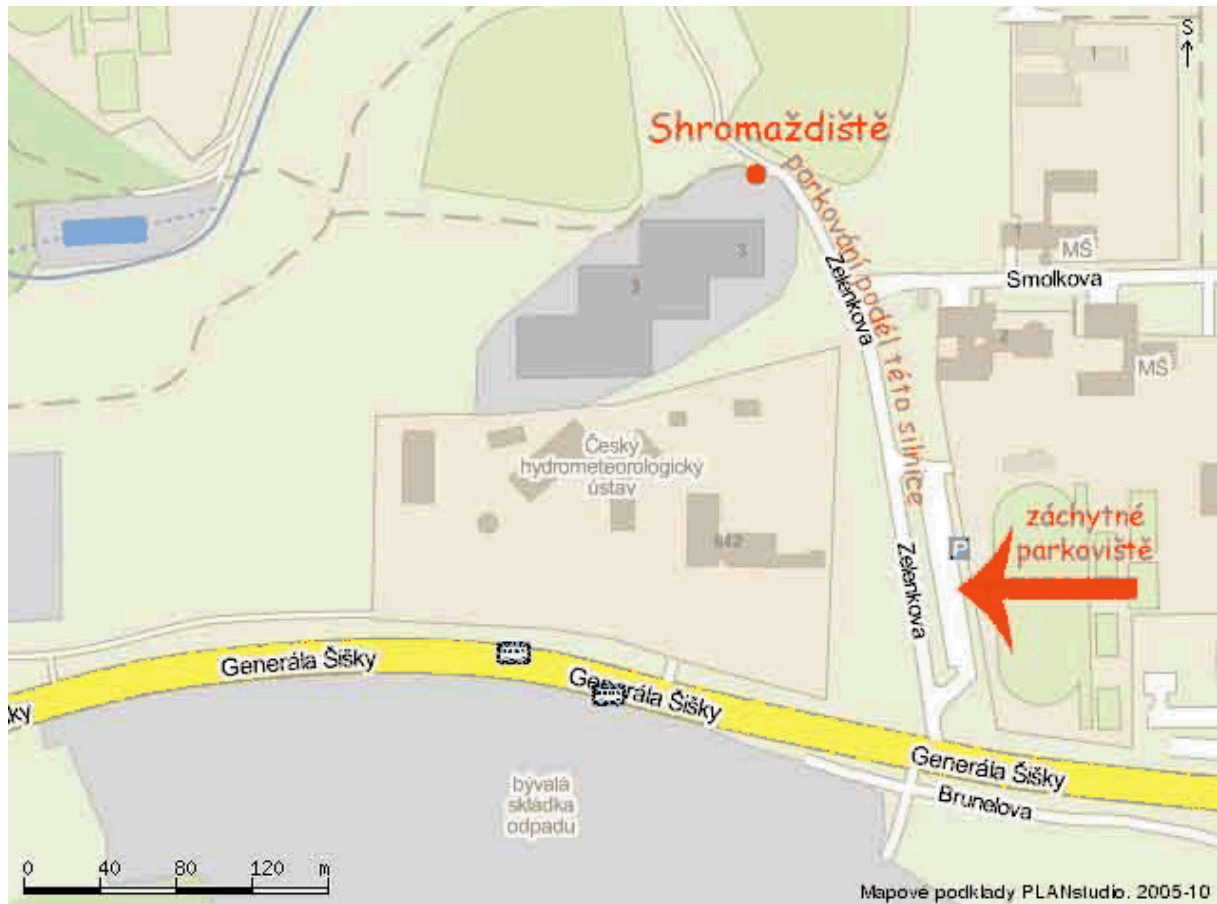 S
1
Shromaždiště
parkování podél této silnice
3
3
Zelenkova
MŠ
Smolkova
2
MŠ
Český
hydrometeorologický
ústav
záchytné
parkoviště
P
Zelenkova
Generála Šišky
Generála Šišky
Generála Šišky
Brunelova
bývalá
skládka
odpadu
0 40 80 120 m
Mapové podklady PLANstudio. 2005-10